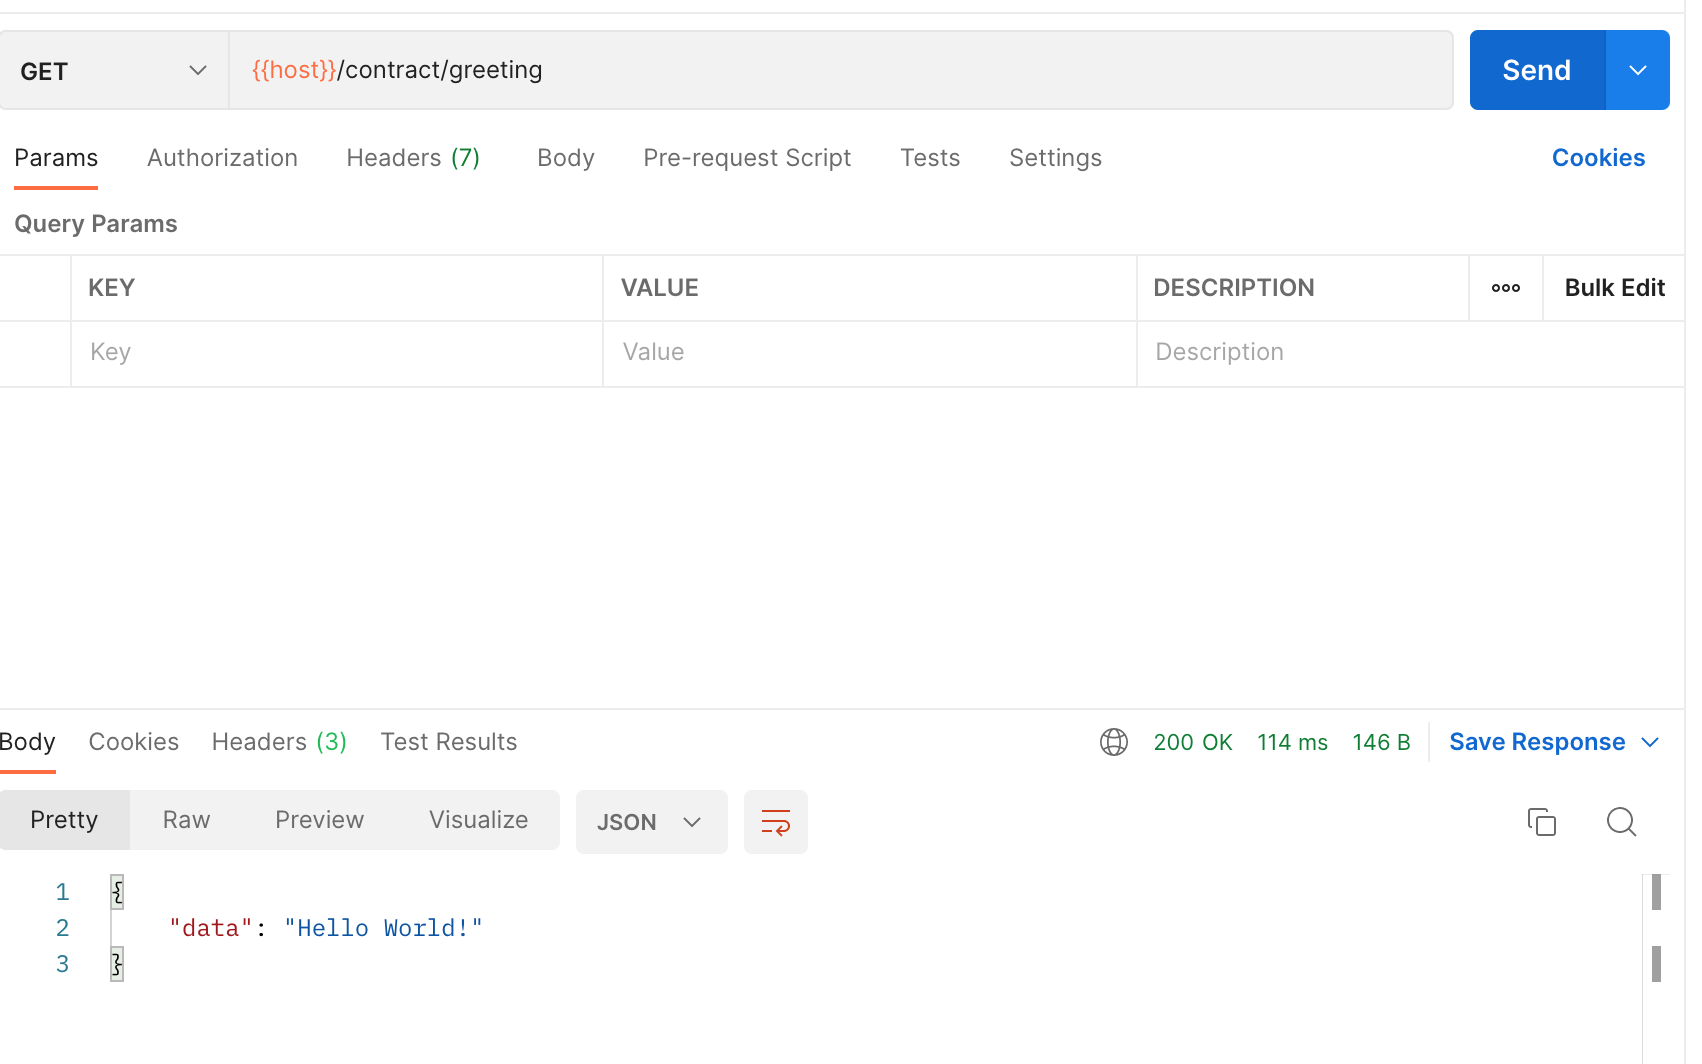 GET {{host}}/contract/greeting Send
Params Authorization Headers (7) Body Pre-request Script Tests Settings Cookies
Query Params
KEY VALUE DESCRIPTION ooo Bulk Edit
Key Value Description
Body Cookies Headers (3) Test Results 200 OK 114 ms 146 B Save Response
Pretty Raw Preview Visualize JSON
1 {
2 "data": "Hello World!"
3 }